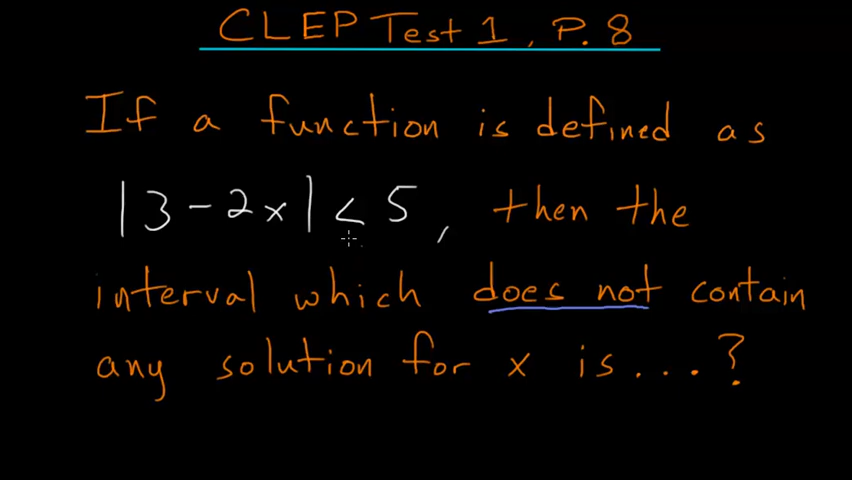 CLEP Test 1, P. 8
If a function is defined as
|3 - 2x| < 5, then the
interval which does not contain
any solution for x is...?